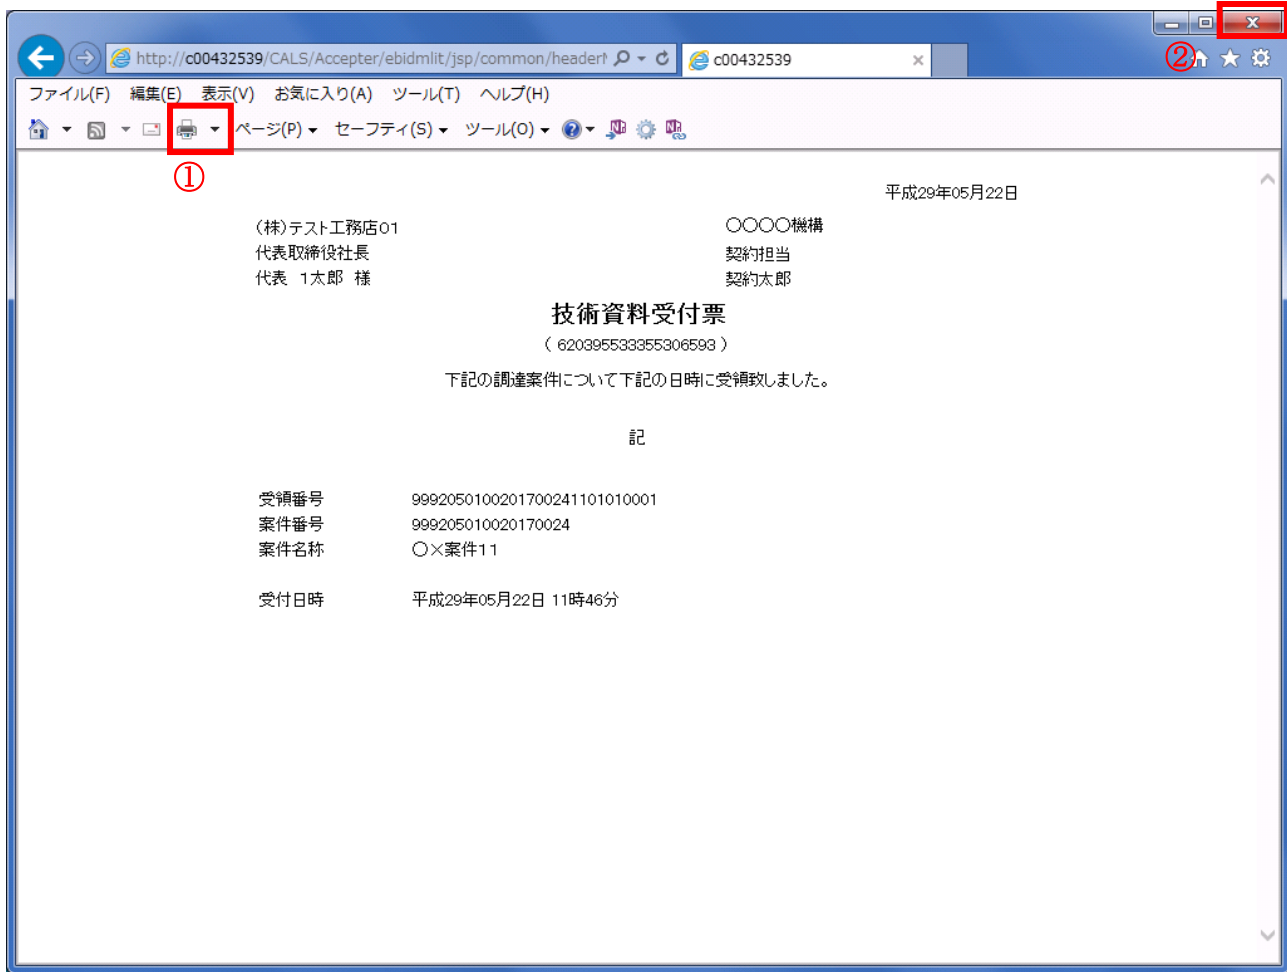 http://c00432539/CALS/Accepter/ebidmlit/jsp/common/header
c00432539
②
ファイル(F) 編集(E) 表示(V) お気に入り(A) ツール(T) ヘルプ(H)
ページ(P) セーフティ(S) ツール(O)
①
平成29年05月22日
(株)テスト工務店01
〇〇〇〇機構
代表取締役社長
契約担当
代表 1太郎 様
契約太郎
技術資料受付票
( 620395533355306593 )
下記の調達案件について下記の日時に受領致しました。
記
受領番号 9992050100201700241101010001
案件番号 999205010020170024
案件名称 〇×案件11
受付日時 平成29年05月22日 11時46分